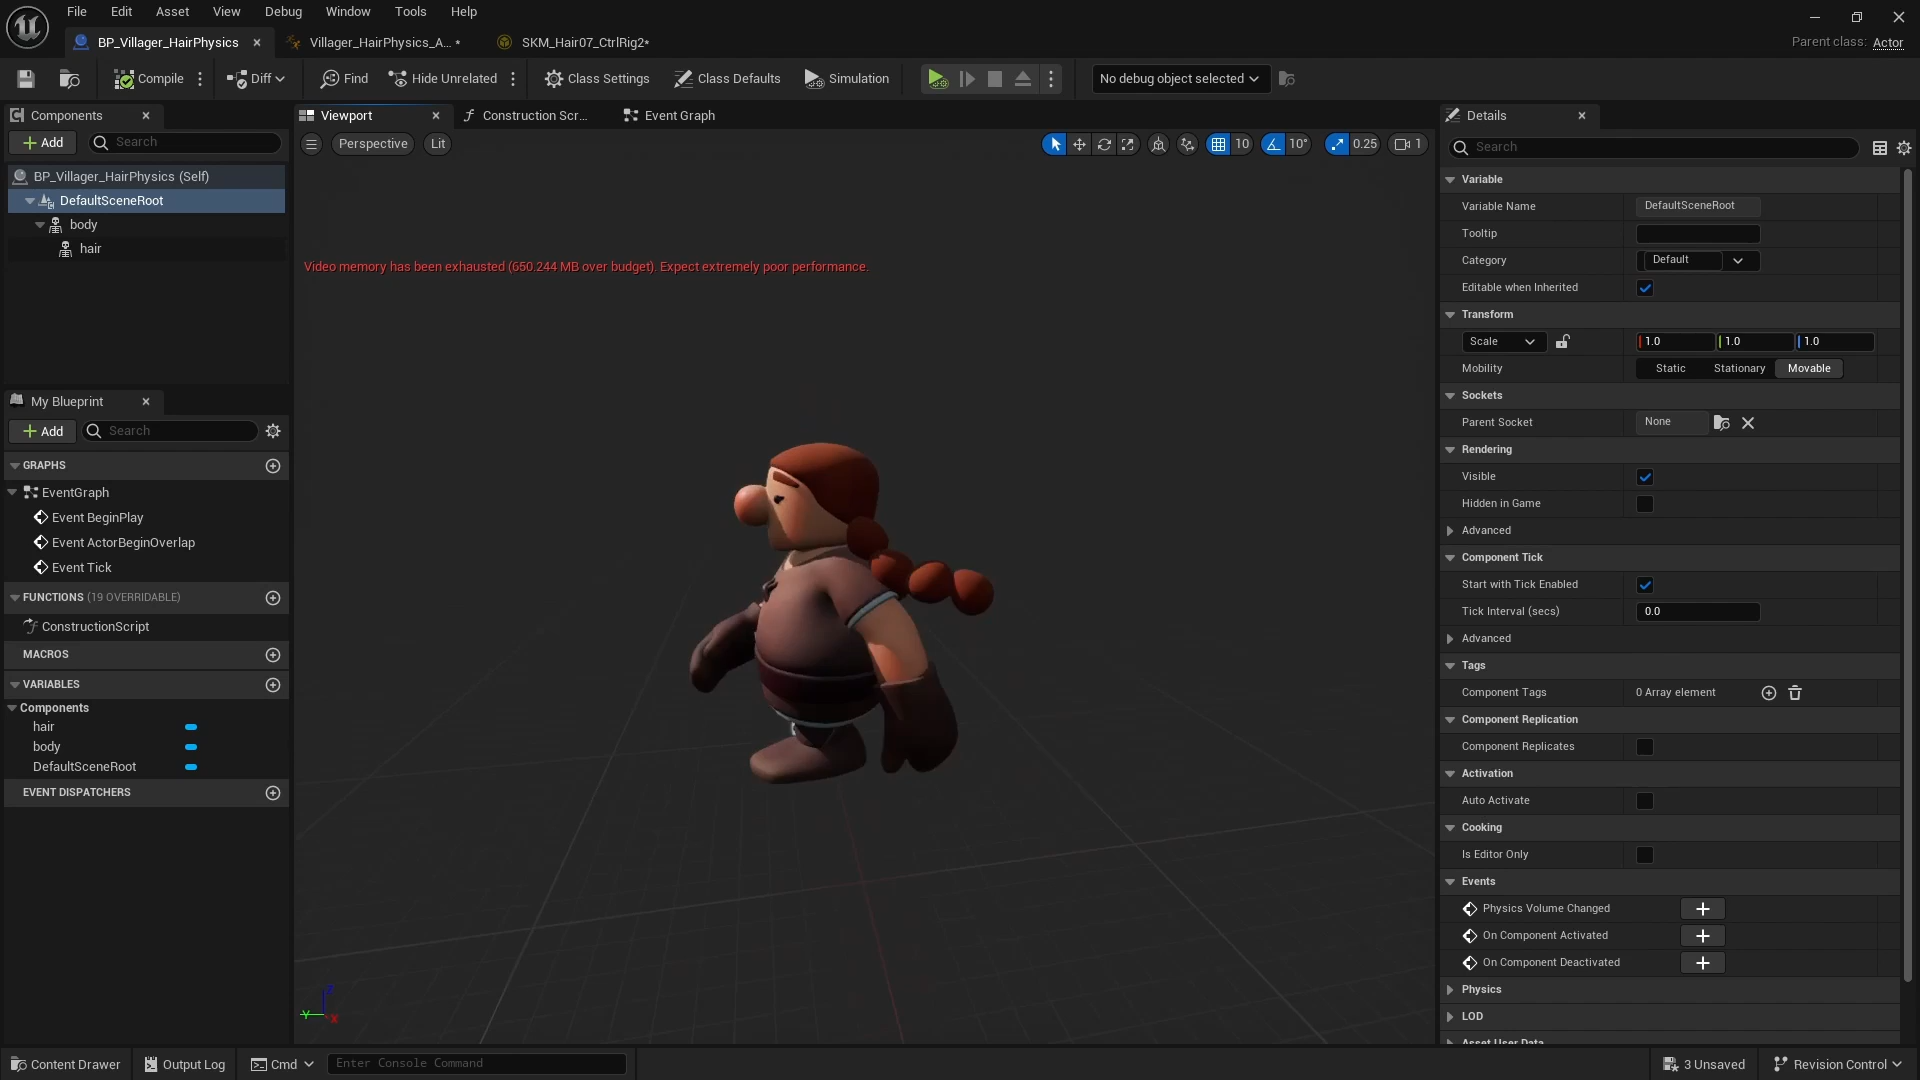 File Edit Asset View Debug Window Tools Help
BP_Villager_HairPhysics
Villager_HairPhysics_A... *
SKM_Hair07_CtrlRig2*
Parent class: Actor
Compile
Diff
Find
Hide Unrelated
Class Settings
Class Defaults
Simulation
No debug object selected
Components
Add
Search
BP_Villager_HairPhysics (Self)
DefaultSceneRoot
body
hair
My Blueprint
Add
Search
GRAPHS
EventGraph
Event BeginPlay
Event ActorBeginOverlap
Event Tick
FUNCTIONS (19 OVERRIDABLE)
ConstructionScript
MACROS
VARIABLES
Components
hair
body
DefaultSceneRoot
EVENT DISPATCHERS
Viewport
Construction Scr...
Event Graph
Perspective
Lit
10
10°
0.25
1
Video memory has been exhausted (650.244 MB over budget). Expect extremely poor performance.
Z
Y
X
Details
Search
Variable
Variable Name
DefaultSceneRoot
Tooltip
Category
Default
Editable when Inherited
Transform
Scale
1.0
1.0
1.0
Mobility
Static
Stationary
Movable
Sockets
Parent Socket
None
Rendering
Visible
Hidden in Game
Advanced
Component Tick
Start with Tick Enabled
Tick Interval (secs)
0.0
Advanced
Tags
Component Tags
0 Array element
Component Replication
Component Replicates
Activation
Auto Activate
Cooking
Is Editor Only
Events
Physics Volume Changed
On Component Activated
On Component Deactivated
Physics
LOD
Asset User Data
Content Drawer
Output Log
Cmd
Enter Console Command
3 Unsaved
Revision Control